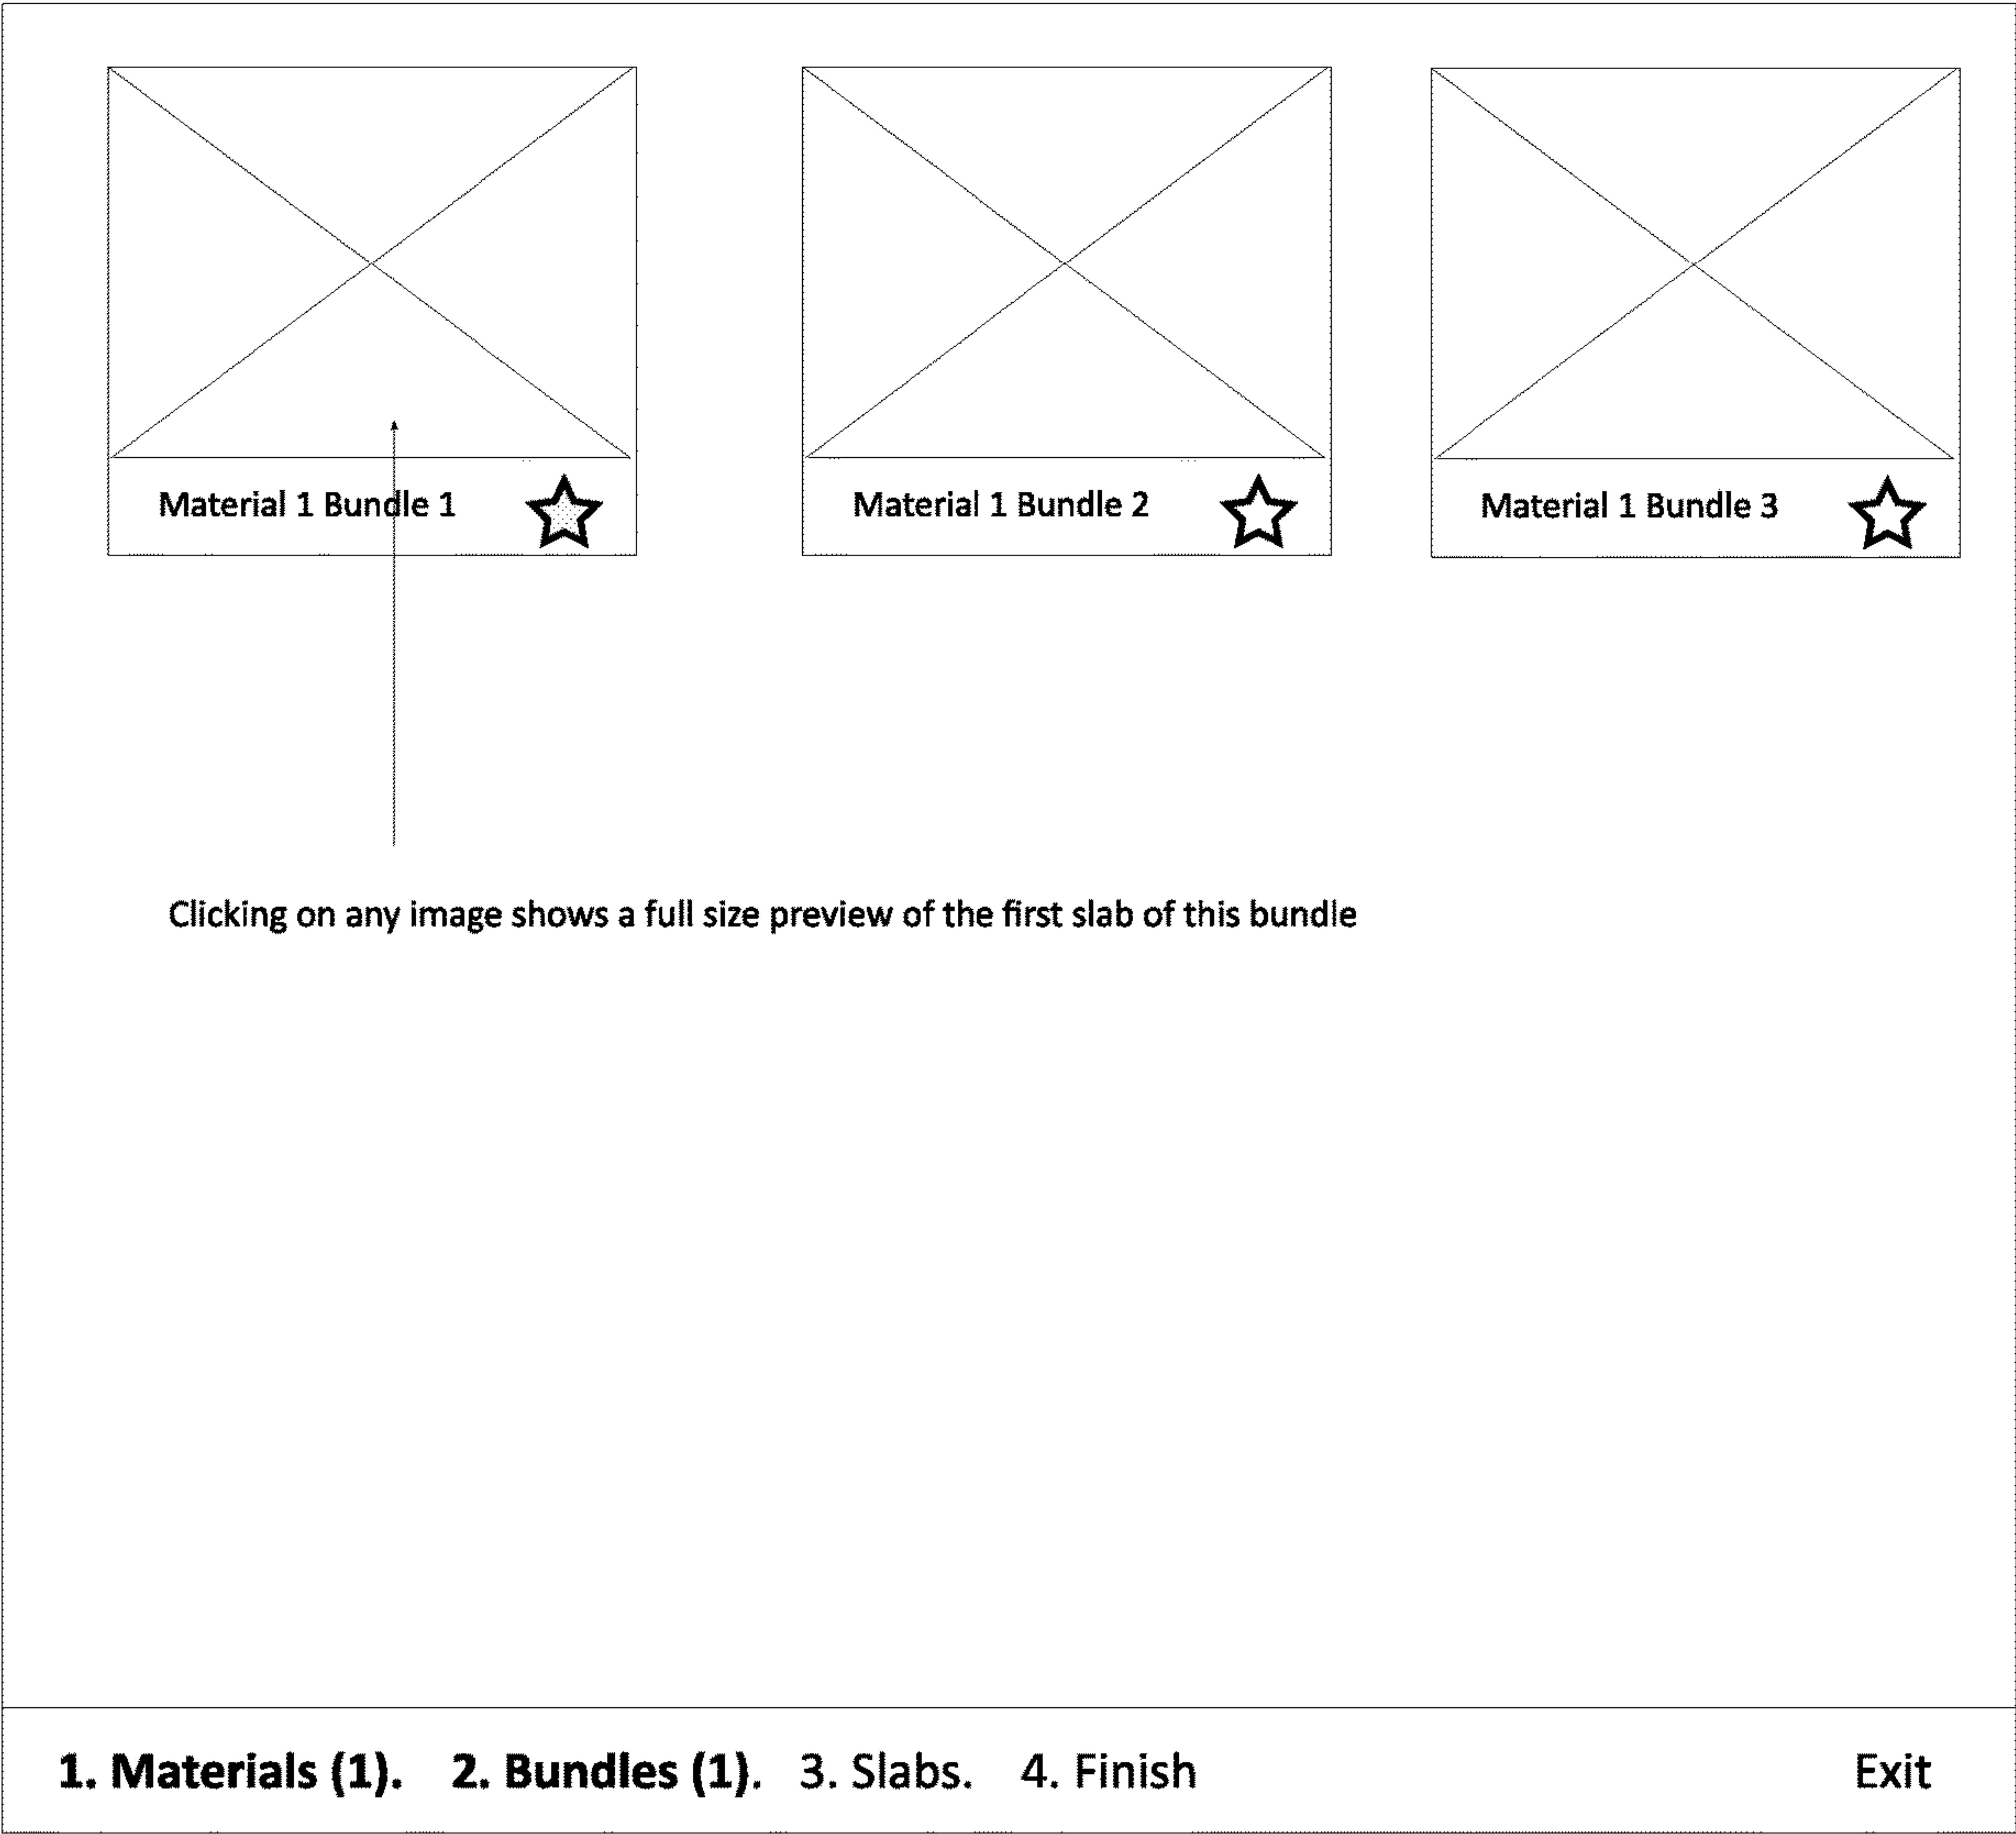 Material 1 Bundle 1
Material 1 Bundle 2
Material 1 Bundle 3
Clicking on any image shows a full size preview of the first slab of this bundle
1. Materials (1). 2. Bundles (1). 3. Slabs. 4. Finish
Exit